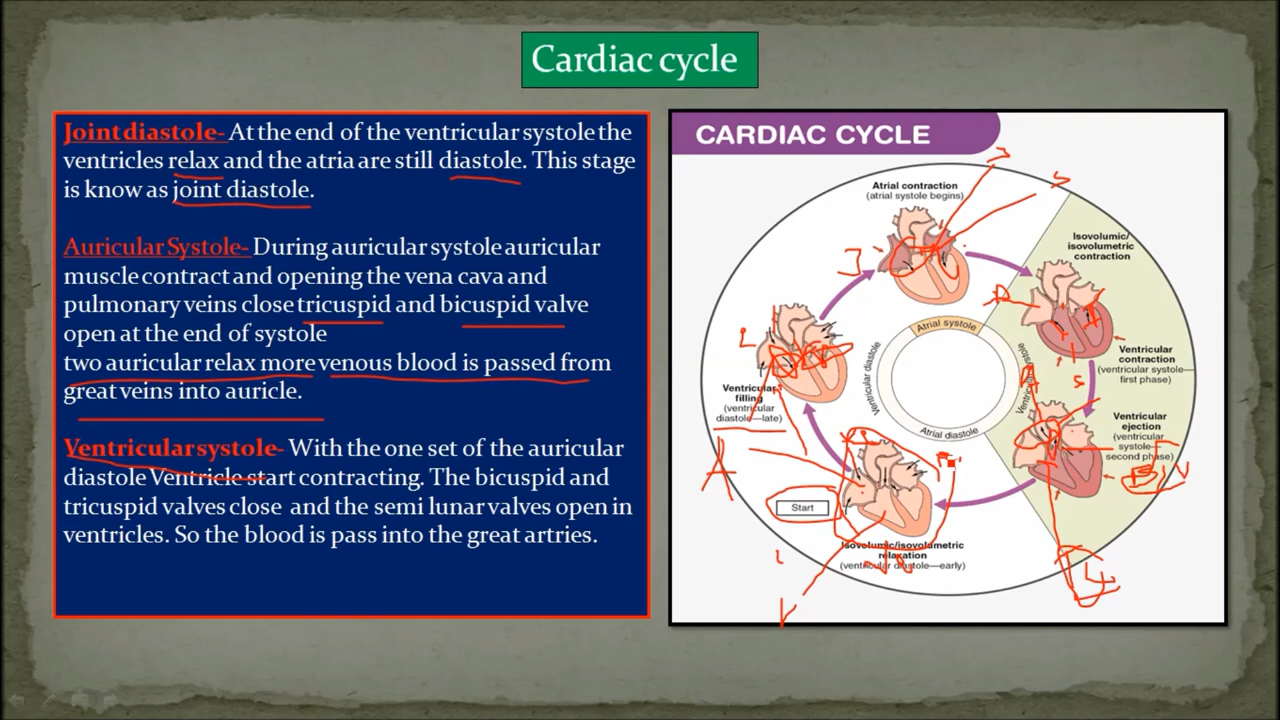 Cardiac cycle
Joint diastole- At the end of the ventricular systole the
ventricles relax and the atria are still diastole. This stage
is know as joint diastole.
Auricular Systole- During auricular systole auricular
muscle contract and opening the vena cava and
pulmonary veins close tricuspid and bicuspid valve
open at the end of systole
two auricular relax more venous blood is passed from
great veins into auricle.
Ventricular systole- With the one set of the auricular
diastole Ventricle start contracting. The bicuspid and
tricuspid valves close and the semi lunar valves open in
ventricles. So the blood is pass into the great artries.
CARDIAC CYCLE
Atrial contraction
(atrial systole begins)
Isovolumic/
isovolumetric
contraction
Ventricular
contraction
(ventricular systole—
first phase)
Ventricular
ejection
(ventricular
systole—
second phase)
Isovolumic/isovolumetric
relaxation
(ventricular diastole—early)
Start
Ventricular
filling
(ventricular
diastole—late)
Atrial systole
Ventricular diastole
Atrial diastole